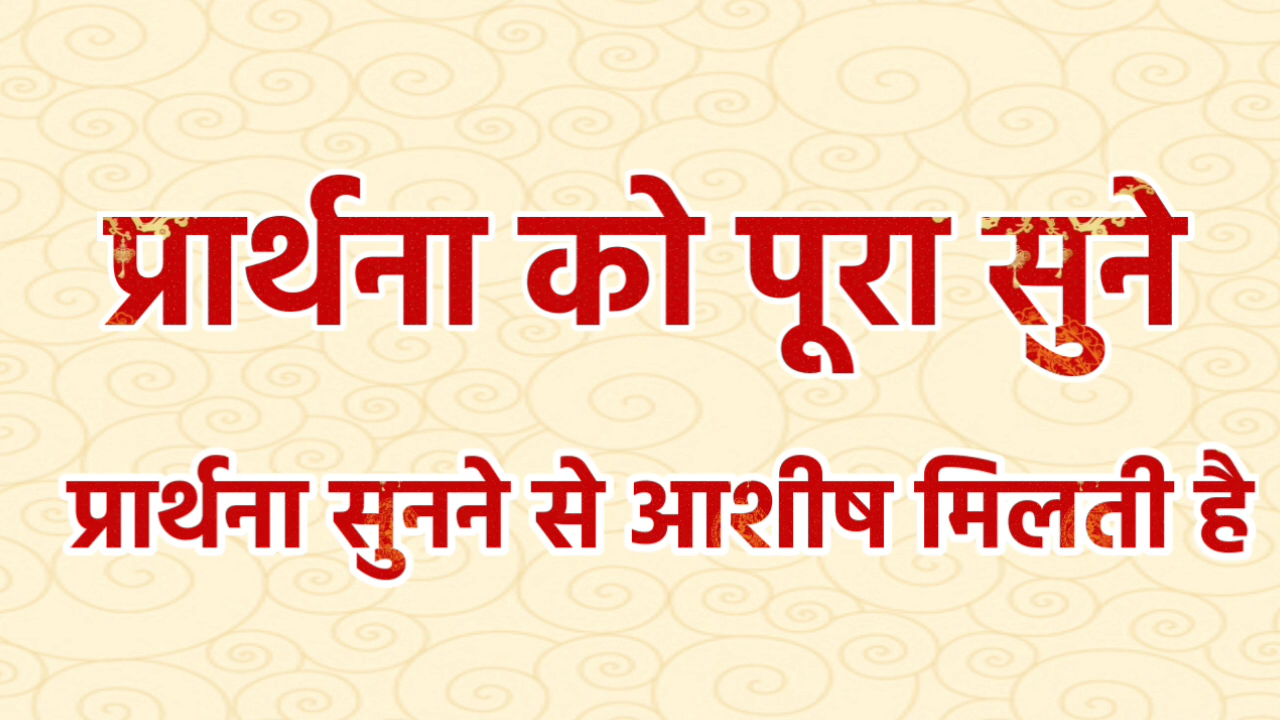 प्रार्थना को पूरा सुने
प्रार्थना सुनने से आशीष मिलती है